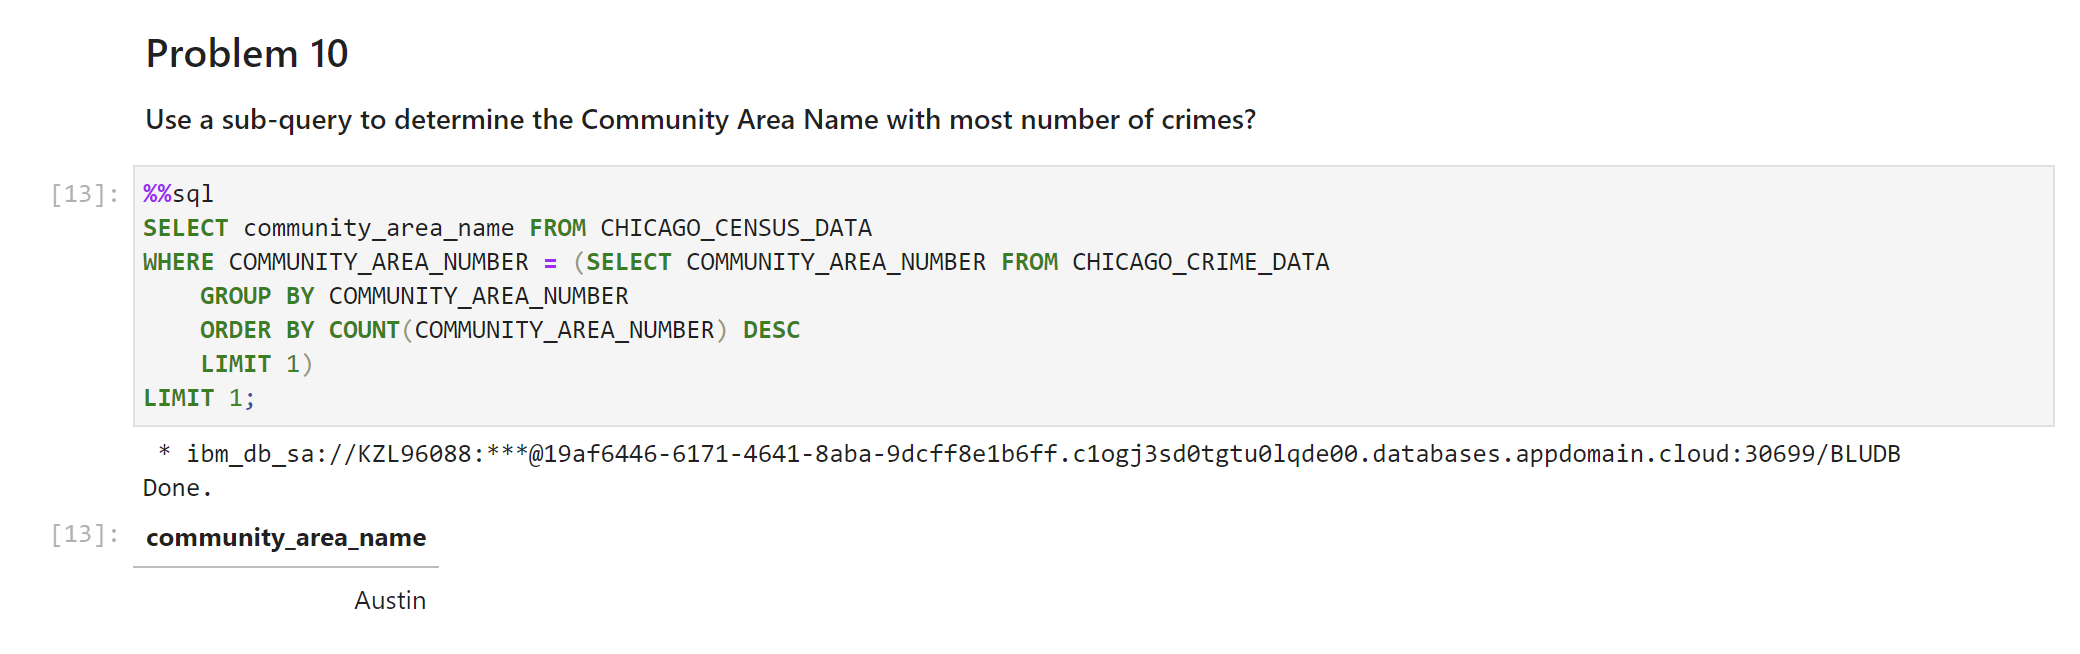 Problem 10
Use a sub-query to determine the Community Area Name with most number of crimes?
[13]:
%%sql
SELECT community_area_name FROM CHICAGO_CENSUS_DATA
WHERE COMMUNITY_AREA_NUMBER = (SELECT COMMUNITY_AREA_NUMBER FROM CHICAGO_CRIME_DATA
    GROUP BY COMMUNITY_AREA_NUMBER
    ORDER BY COUNT(COMMUNITY_AREA_NUMBER) DESC
    LIMIT 1)
LIMIT 1;
 * ibm_db_sa://KZL96088:***@19af6446-6171-4641-8aba-9dcff8e1b6ff.c1ogj3sd0tgtu0lqde00.databases.appdomain.cloud:30699/BLUDB
Done.
[13]:
community_area_name
Austin